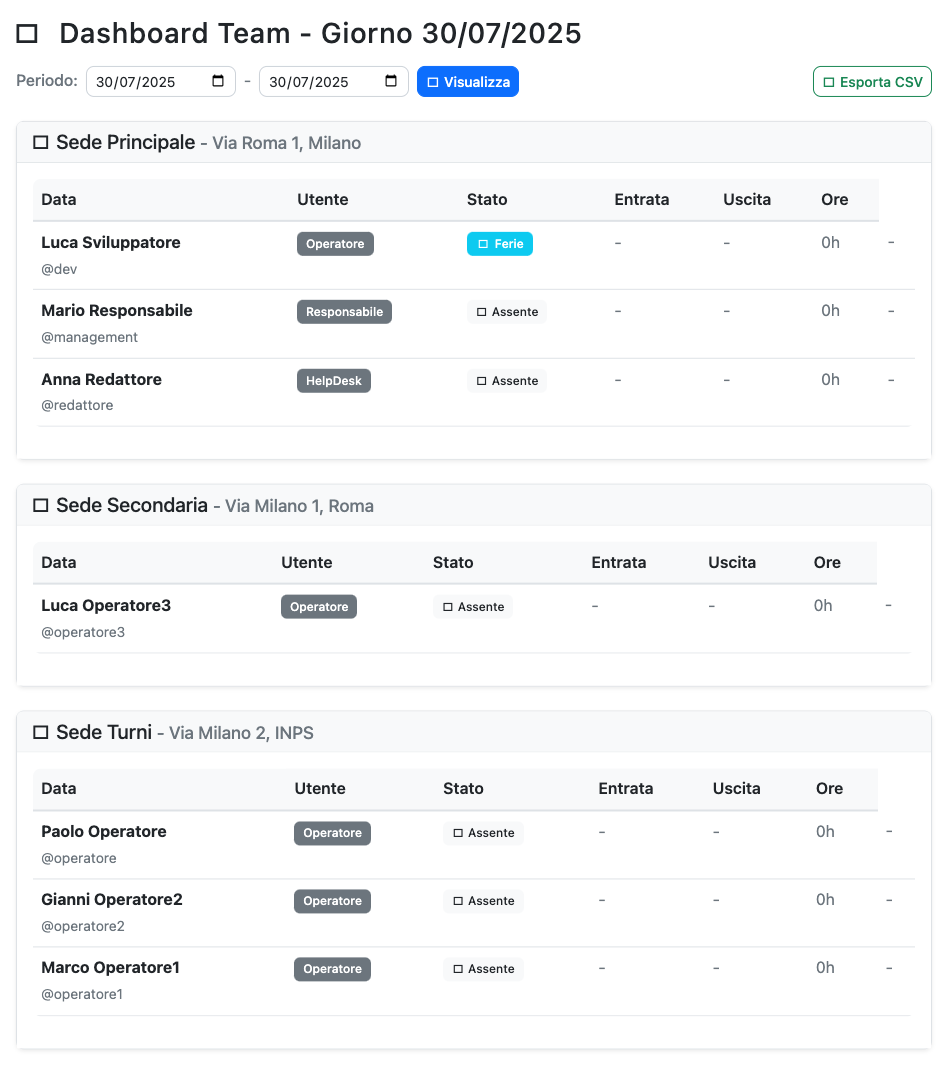 Dashboard Team - Giorno 30/07/2025
Periodo: 30/07/2025 - 30/07/2025 Visualizza Esporta CSV
Sede Principale - Via Roma 1, Milano
Data Utente Stato Entrata Uscita Ore
Luca Sviluppatore Operatore Ferie - - 0h -
@dev
Mario Responsabile Responsabile Assente - - 0h -
@management
Anna Redattore HelpDesk Assente - - 0h -
@redattore
Sede Secondaria - Via Milano 1, Roma
Data Utente Stato Entrata Uscita Ore
Luca Operatore3 Operatore Assente - - 0h -
@operatore3
Sede Turni - Via Milano 2, INPS
Data Utente Stato Entrata Uscita Ore
Paolo Operatore Operatore Assente - - 0h -
@operatore
Gianni Operatore2 Operatore Assente - - 0h -
@operatore2
Marco Operatore1 Operatore Assente - - 0h -
@operatore1